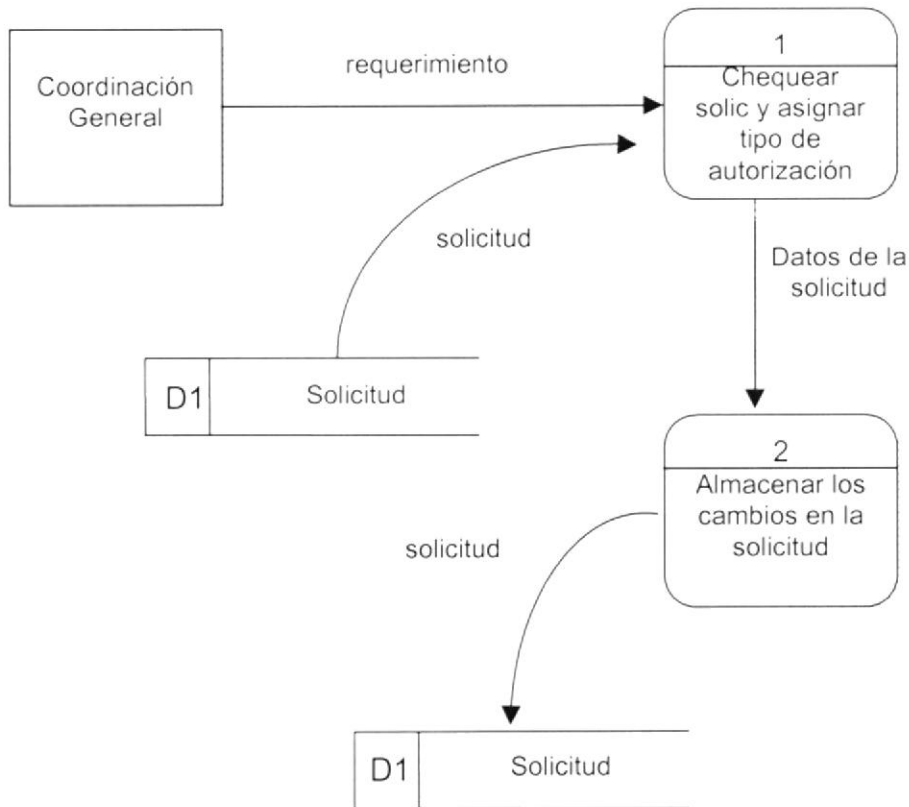 Coordinación
General
requerimiento
1
Chequear
solic y asignar
tipo de
autorización
solicitud
Datos de la
solicitud
D1
Solicitud
2
Almacenar los
cambios en la
solicitud
solicitud
D1
Solicitud